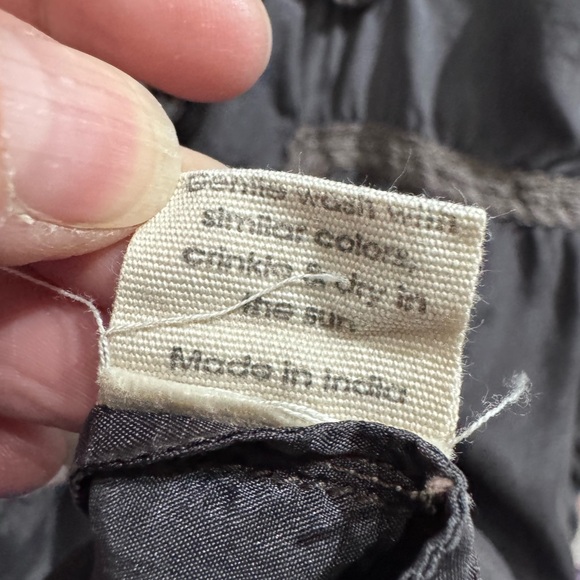 Gentle wash with
similar colors,
crinkle & dry in
the sun
Made in India